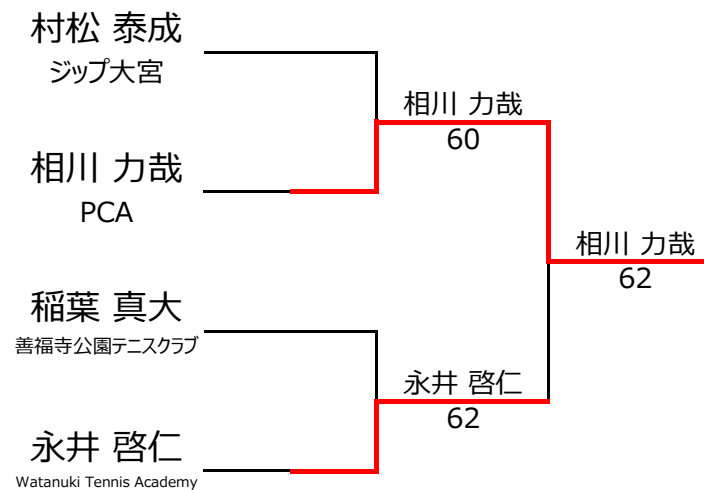 村松 泰成
ジップ大宮
相川 力哉
60
相川 力哉
PCA
相川 力哉
62
稲葉 真大
善福寺公園テニスクラブ
永井 啓仁
62
永井 啓仁
Watanuki Tennis Academy